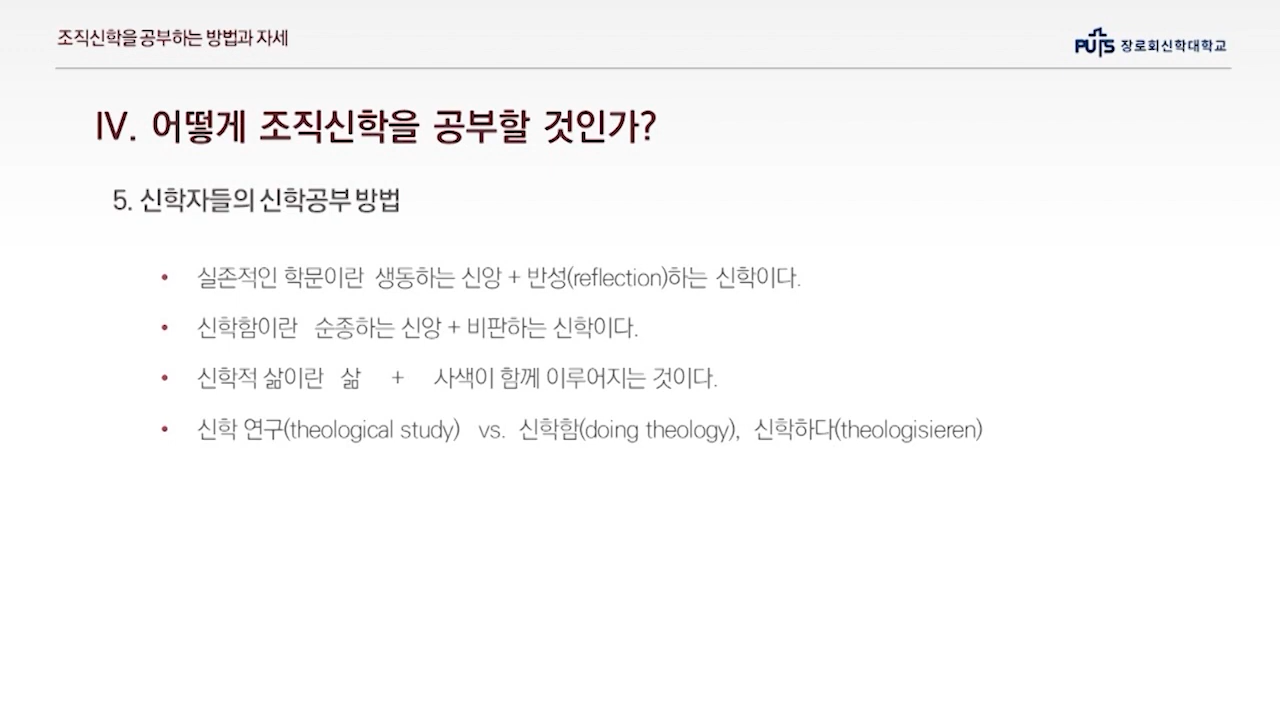 조직신학을 공부하는 방법과 자세
PUTS 장로회신학대학교
IV. 어떻게 조직신학을 공부할 것인가?
5. 신학자들의 신학공부 방법
• 실존적인 학문이란 생동하는 신앙 + 반성(reflection)하는 신학이다.
• 신학함이란 순종하는 신앙 + 비판하는 신학이다.
• 신학적 삶이란 삶 + 사색이 함께 이루어지는 것이다.
• 신학 연구(theological study) vs. 신학함(doing theology), 신학하다(theologisieren)